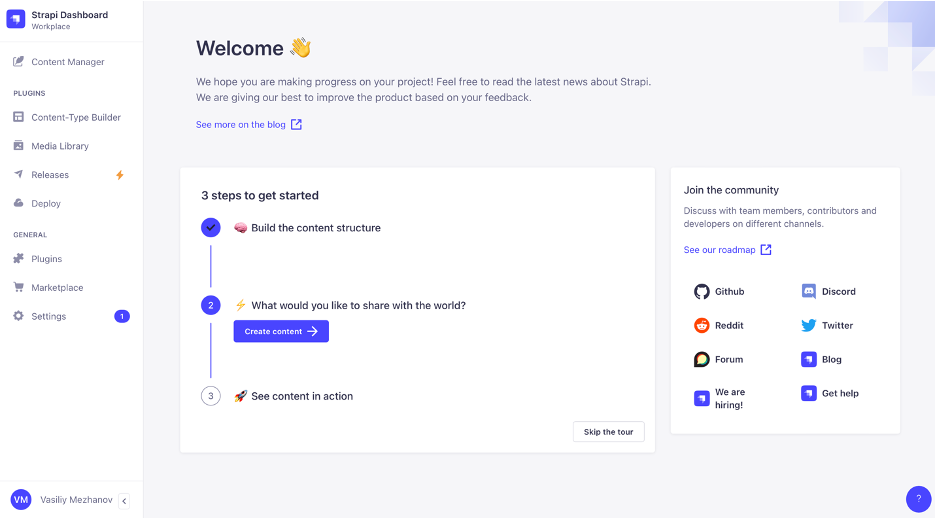 Strapi Dashboard
Workplace
Content Manager
PLUGINS
Content-Type Builder
Media Library
Releases
Deploy
GENERAL
Plugins
Marketplace
Settings
1
VM
Vasiliy Mezhanov
Welcome 👋
We hope you are making progress on your project! Feel free to read the latest news about Strapi.
We are giving our best to improve the product based on your feedback.
See more on the blog
3 steps to get started
🧠 Build the content structure
2
⚡ What would you like to share with the world?
Create content
3
🚀 See content in action
Skip the tour
Join the community
Discuss with team members, contributors and
developers on different channels.
See our roadmap
Github
Discord
Reddit
Twitter
Forum
Blog
We are
hiring!
Get help
?